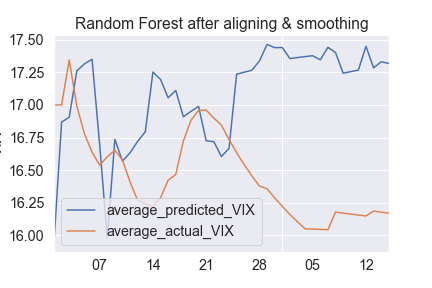 Random Forest after aligning & smoothing
17.50
17.25
17.00
16.75
16.50
16.25
16.00
average_predicted_VIX
average_actual_VIX
07 14 21 28 05 12